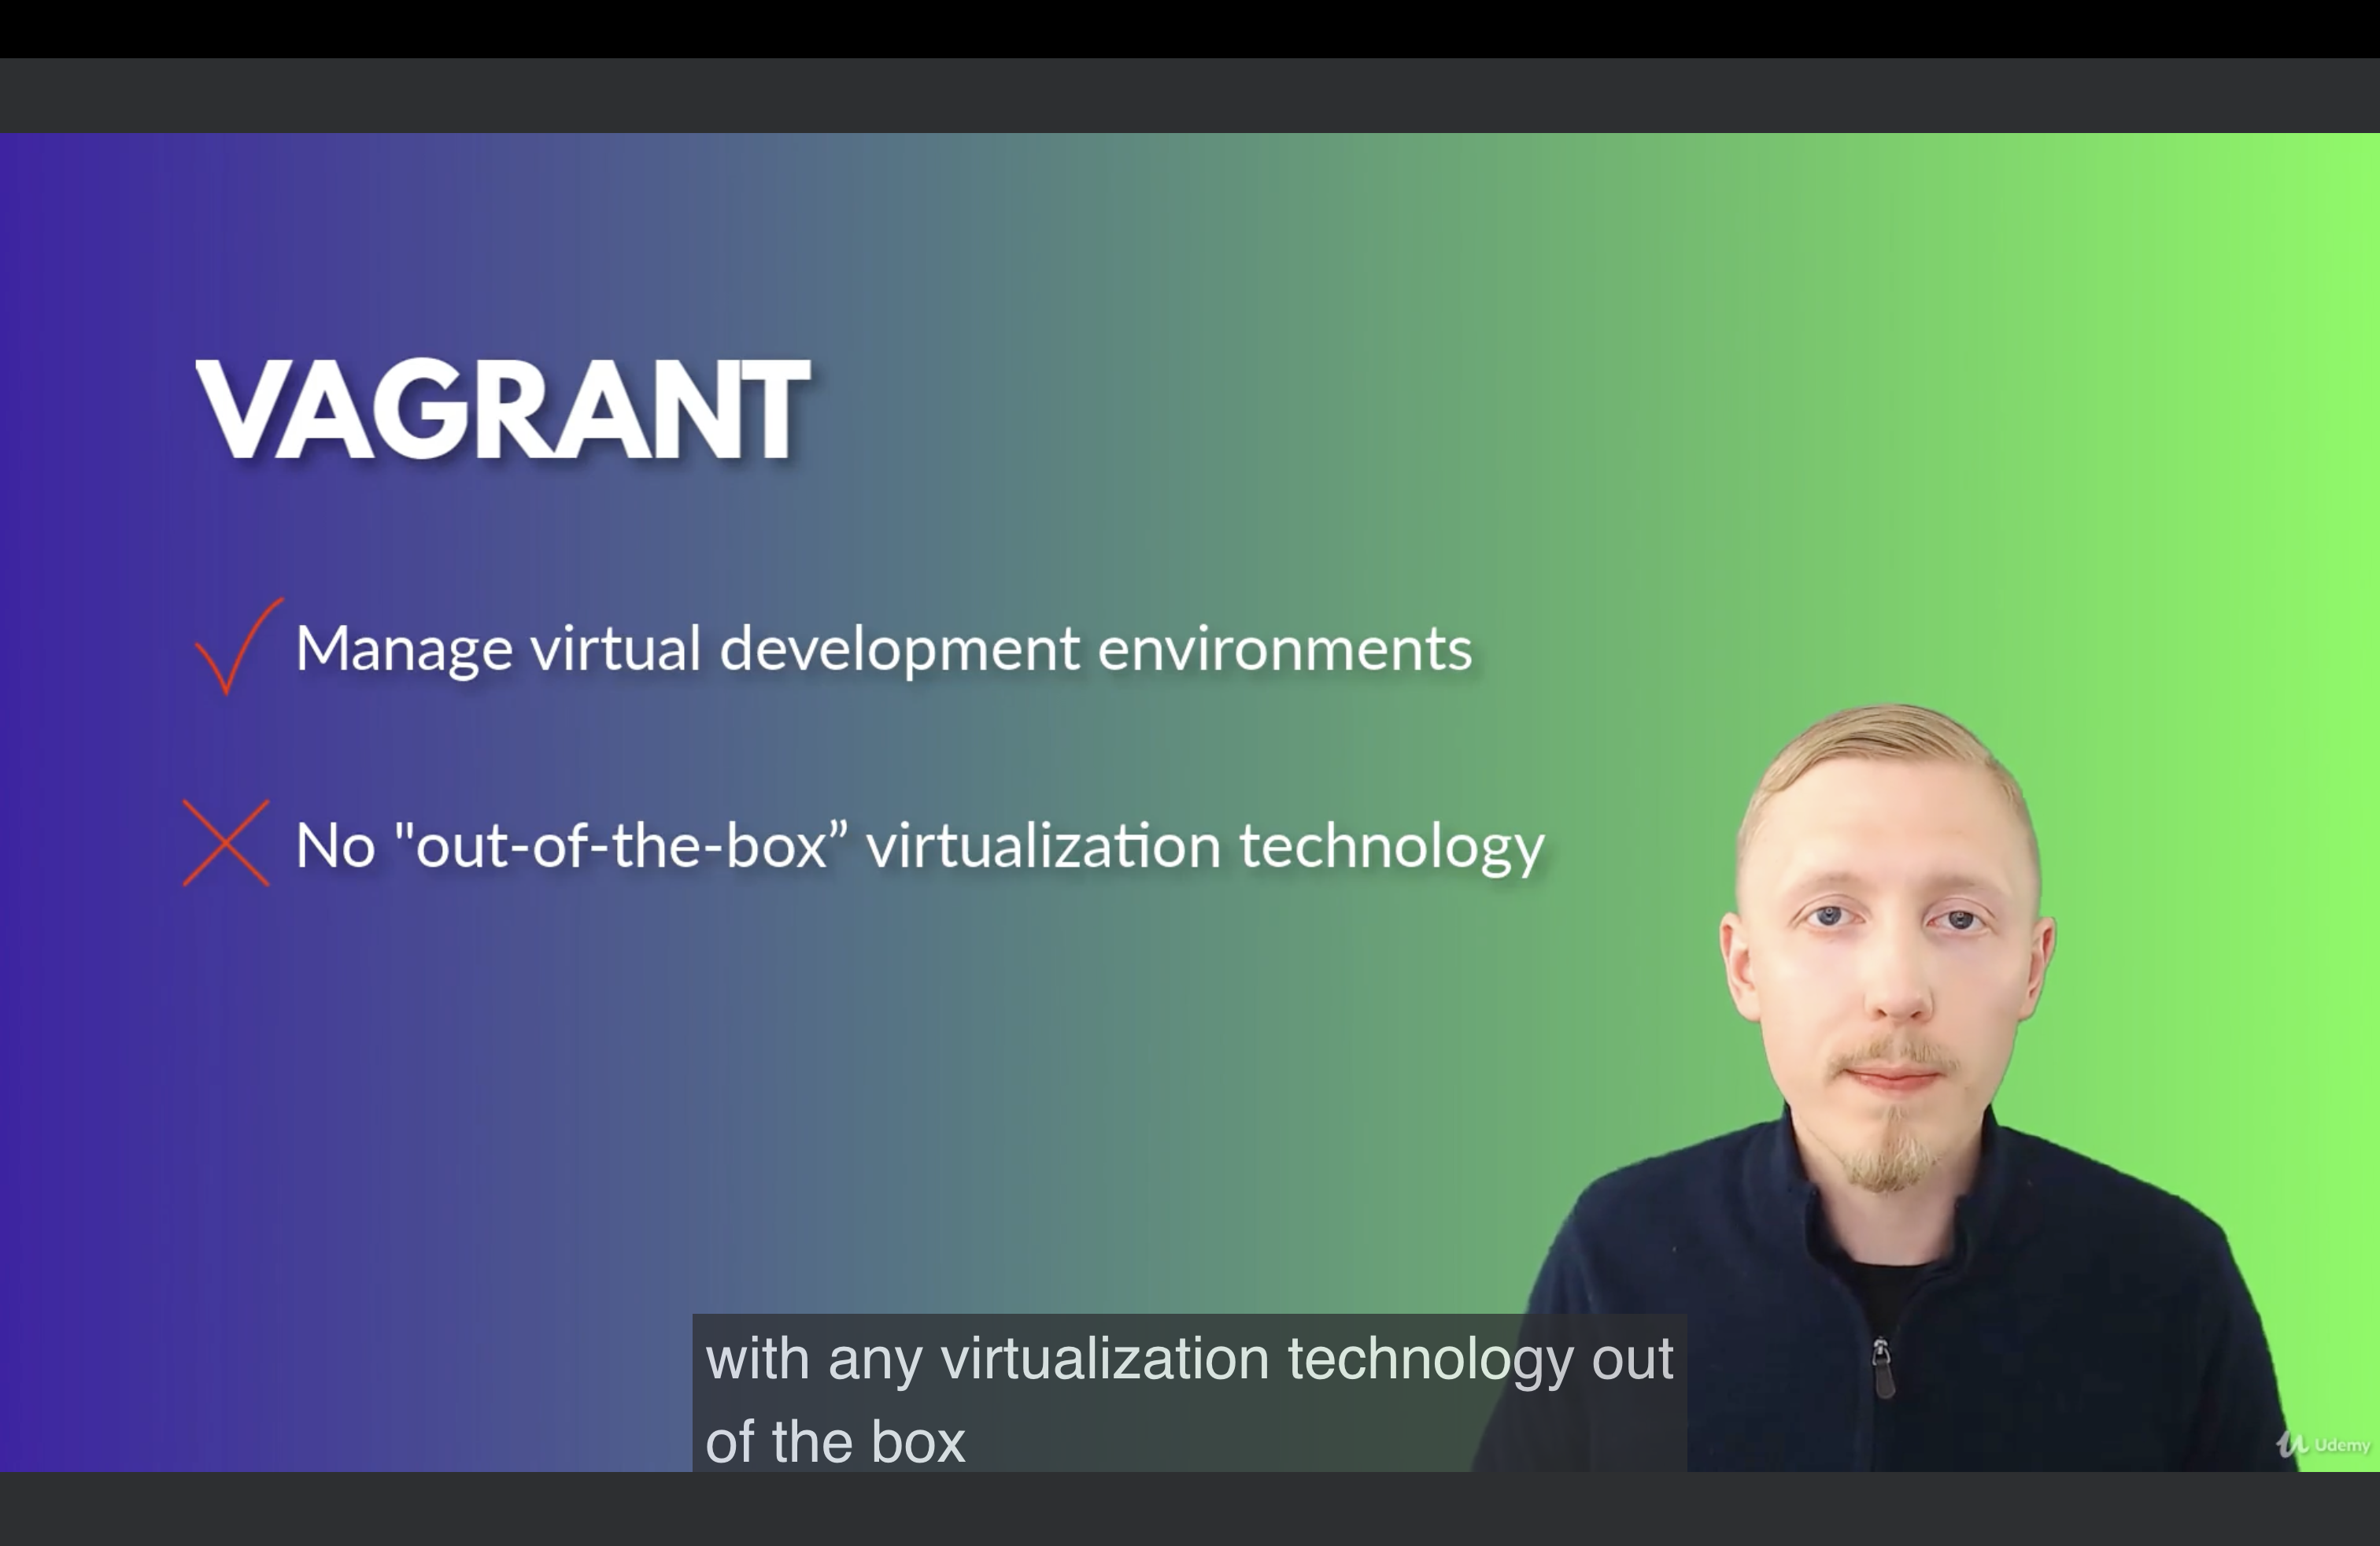 VAGRANT
Manage virtual development environments
No "out-of-the-box” virtualization technology
with any virtualization technology out
of the box
Udemy